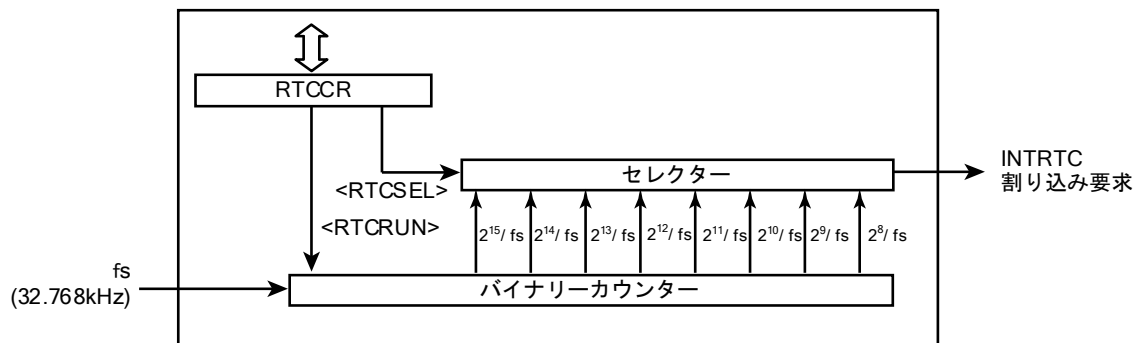 RTCCR
<RTCSEL>
<RTCRUN>
セレクター
INTRTC
割り込み要求
2¹⁵/ fs
2¹⁴/ fs
2¹³/ fs
2¹²/ fs
2¹¹/ fs
2¹⁰/ fs
2⁹/ fs
2⁸/ fs
fs
(32.768kHz)
バイナリーカウンター